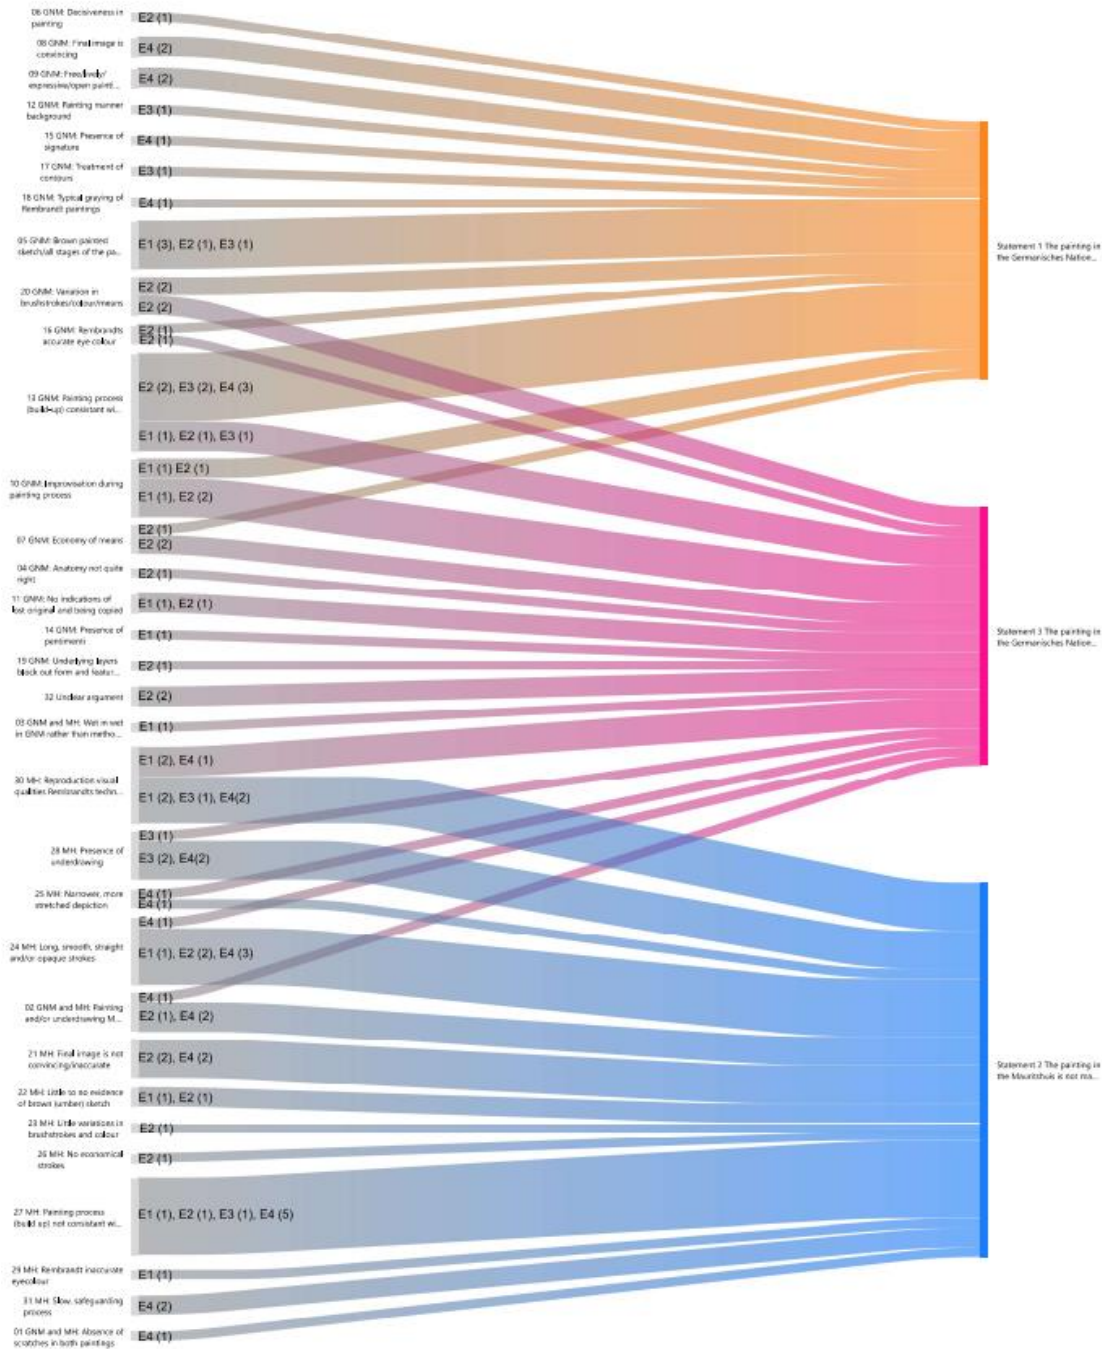 06 GNM: Decisiveness in
painting
E2 (1)
08 GNM: Final image is
convincing
E4 (2)
09 GNM: Free/lively/
expressive/open painti...
E4 (2)
12 GNM: Painting manner
background
E3 (1)
15 GNM: Presence of
signature
E4 (1)
17 GNM: Treatment of
contours
E3 (1)
18 GNM: Typical graying of
Rembrandt paintings
E4 (1)
05 GNM: Brown painted
sketch/all stages of the pa...
E1 (3), E2 (1), E3 (1)
Statement 1 The painting in
the Germanisches Nation...
20 GNM: Variation in
brushstrokes/colour/means
E2 (2)
E2 (2)
16 GNM: Rembrandts
accurate eye colour
E2 (1)
E2 (1)
13 GNM: Painting process
(build-up) consistant wi...
E2 (2), E3 (2), E4 (3)
E1 (1), E2 (1), E3 (1)
10 GNM: Improvisation during
painting process
E1 (1) E2 (1)
E1 (1), E2 (2)
07 GNM: Economy of means
E2 (1)
E2 (2)
04 GNM: Anatomy not quite
right
E2 (1)
11 GNM: No indications of
lost original and being copied
E1 (1), E2 (1)
14 GNM: Presence of
pentimenti
E1 (1)
Statement 3 The painting in
the Germanisches Nation...
19 GNM: Underlying layers
block out form and featur...
E2 (1)
32 Unclear argument
E2 (2)
03 GNM and MH: Wet in wet
in GNM rather than metho...
E1 (1)
30 MH: Reproduction visual
qualities Rembrandts techn...
E1 (2), E4 (1)
E1 (2), E3 (1), E4(2)
28 MH: Presence of
underdrawing
E3 (1)
E3 (2), E4(2)
25 MH: Narrower, more
stretched depiction
E4 (1)
E4 (1)
24 MH: Long, smooth, straight
and/or opaque strokes
E4 (1)
E1 (1), E2 (2), E4 (3)
02 GNM and MH: Painting
and/or underdrawing M...
E4 (1)
E2 (1), E4 (2)
21 MH: Final image is not
convincing/inaccurate
E2 (2), E4 (2)
Statement 2 The painting in
the Mauritshuis is not ma...
22 MH: Little to no evidence
of brown (umber) sketch
E1 (1), E2 (1)
23 MH: Little variations in
brushstrokes and colour
E2 (1)
26 MH: No economical
strokes
E2 (1)
27 MH: Painting process
(build up) not consistent wi...
E1 (1), E2 (1), E3 (1), E4 (5)
29 MH: Rembrandt inaccurate
eyecolour
E1 (1)
31 MH: Slow, safeguarding
process
E4 (2)
01 GNM and MH: Absence of
scratches in both paintings
E4 (1)